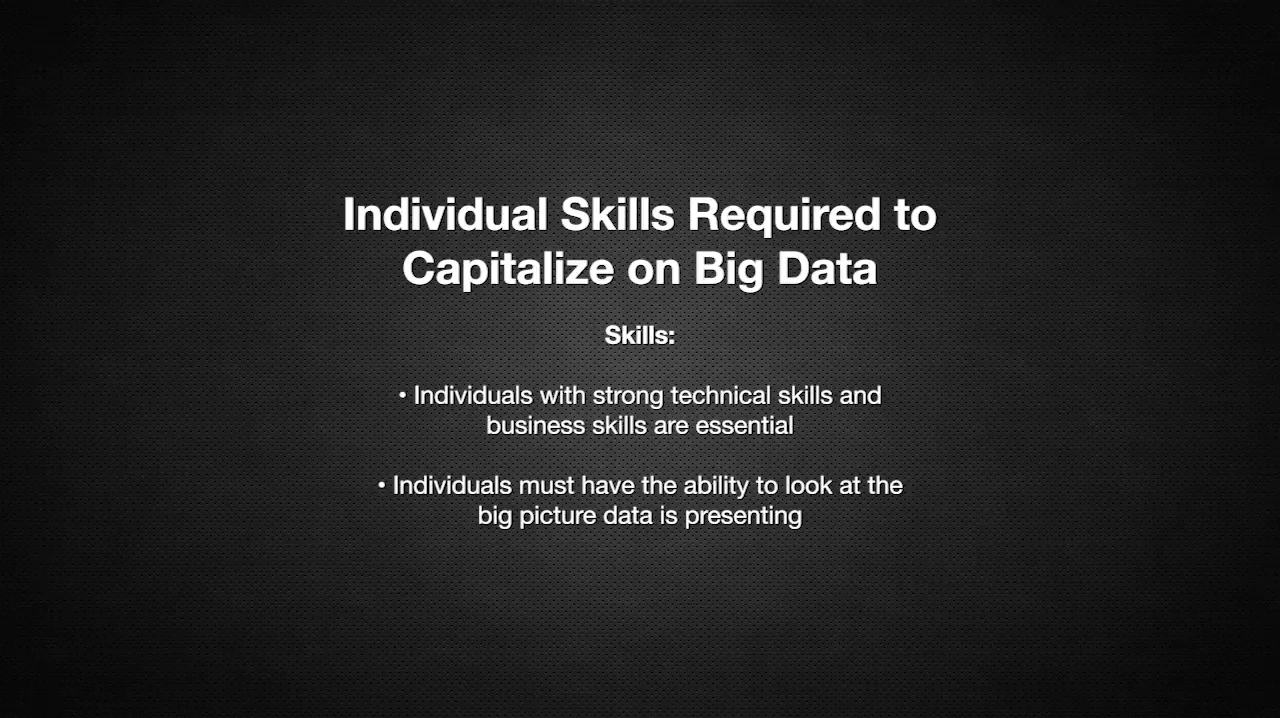 Individual Skills Required to
Capitalize on Big Data
Skills:
• Individuals with strong technical skills and
business skills are essential
• Individuals must have the ability to look at the
big picture data is presenting